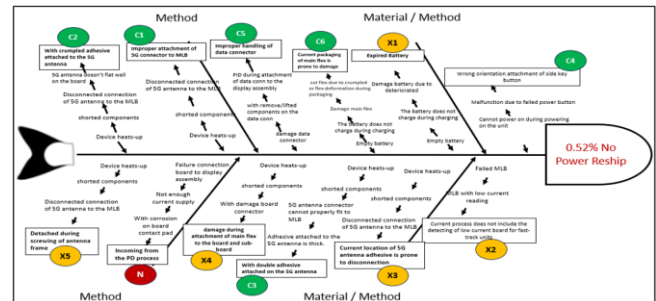 Method
Material / Method
C2
C1
C5
C6
X1
C4
With crumpled adhesive
attached to the 5G
antenna
Improper attachment of
5G connector to MLB
Improper handling of data
connector
Current packaging
of main flex is
prone to damage
Expired Battery
Wrong orientation attachment of side key
button
5G antenna doesn't flat wall
on the board
Disconnected connection
of 5G antenna to the MLB
shorted components
Device heats-up
Disconnected connection
of 5G antenna to the MLB
shorted components
Device heats-up
PD during attachment
of data conn to the
display assembly
with remove/lifted
components on the
data conn
damage data
connector
cut flex due to crumpled
or flex deformation during
packaging
Damage main flex
The battery does not
charge during charging
Empty battery
Damage battery due to
deteriorated
The battery does not
charge during charging
Empty battery
Malfunction due to failed power button
Cannot power on during powering
on the unit
0.52% No
Power Reship
Device heats-up
shorted components
Disconnected connection
of 5G antenna to the MLB
Detached during
screwing of antenna
frame
X5
Failure connection
board to display
assembly
Not enough
current supply
With corrosion
on board
contact pad
Incoming from
the PD process
N
Device heats-up
shorted components
With damage board
connector
damage during
attachment of main flex
to the board and sub-
board
X4
Device heats-up
shorted components
5G antenna connector
cannot properly fit to
MLB
Adhesive attached to
the 5G antenna is thick.
With double adhesive
attached on the 5G antenna
C3
Device heats-up
shorted components
Disconnected connection
of 5G antenna to the MLB
Current location of 5G
antenna adhesive is prone
to disconnection
X3
Failed MLB
MLB with low current
reading
Current process does not include the
detecting of low current board for fast-
track units
X2
Method
Material / Method